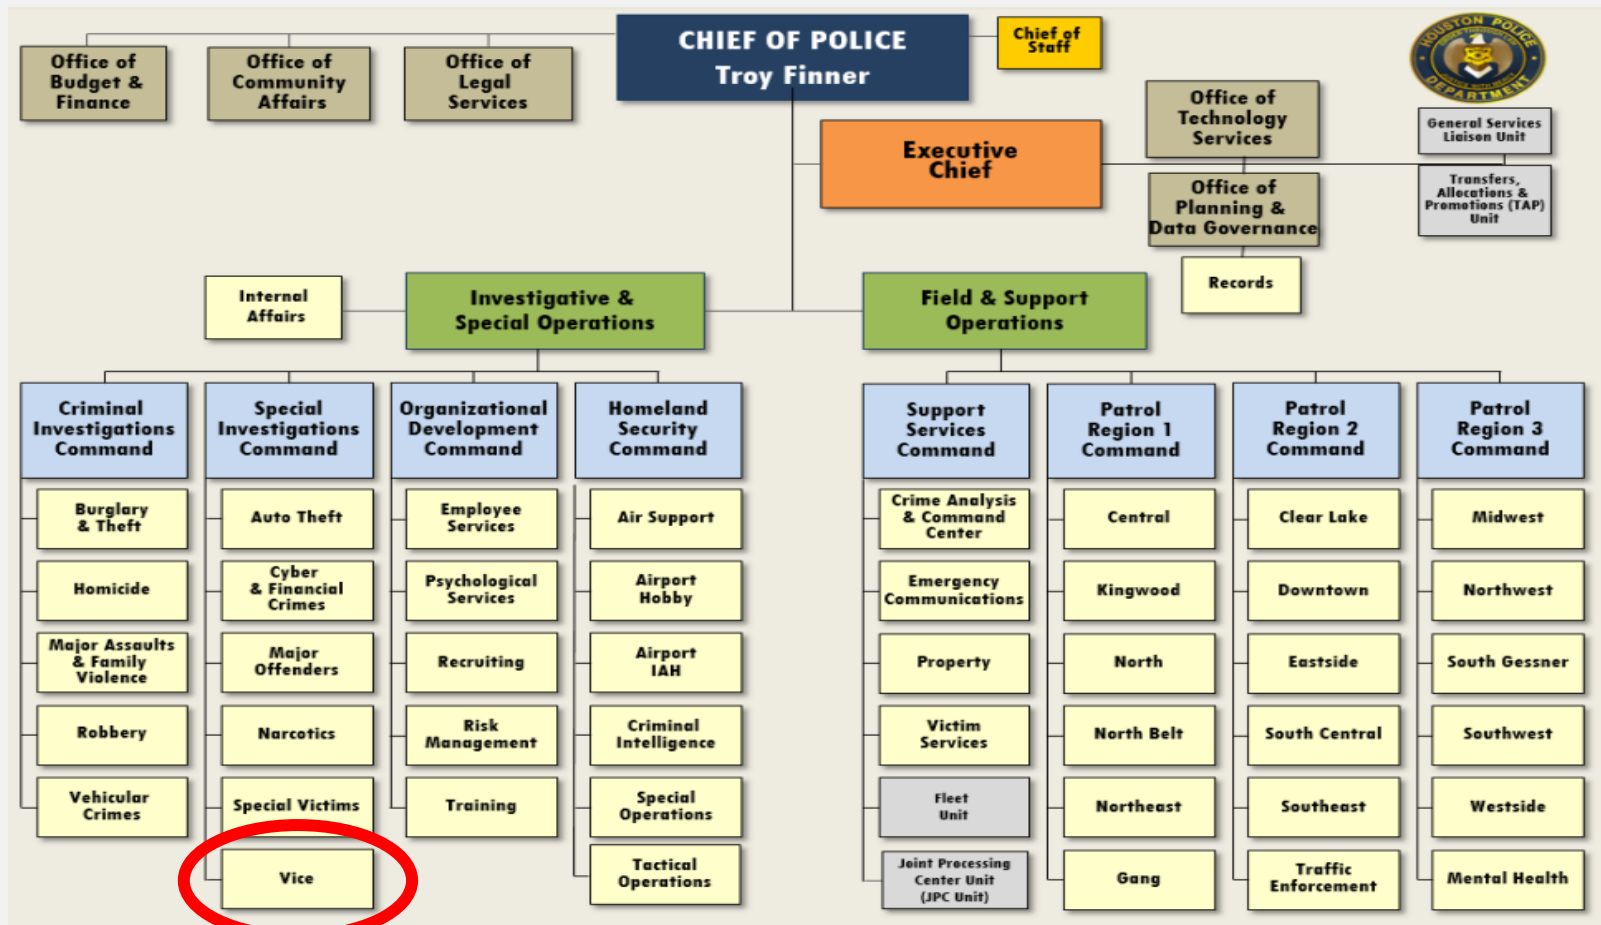 CHIEF OF POLICE
Troy Finner
Chief of
Staff
Office of
Budget &
Finance
Office of
Community
Affairs
Office of
Legal
Services
HOUSTON POLICE
DEPARTMENT
Executive
Chief
Office of
Technology
Services
Office of
Planning &
Data Governance
Records
General Services
Liaison Unit
Transfers,
Allocations &
Promotions (TAP)
Unit
Internal
Affairs
Investigative &
Special Operations
Field & Support
Operations
Criminal
Investigations
Command
Burglary
& Theft
Homicide
Major Assaults
& Family
Violence
Robbery
Vehicular
Crimes
Special
Investigations
Command
Auto Theft
Cyber
& Financial
Crimes
Major
Offenders
Narcotics
Special Victims
Vice
Organizational
Development
Command
Employee
Services
Psychological
Services
Recruiting
Risk
Management
Training
Homeland
Security
Command
Air Support
Airport
Hobby
Airport
IAH
Criminal
Intelligence
Special
Operations
Tactical
Operations
Support
Services
Command
Crime Analysis
& Command
Center
Emergency
Communications
Property
Victim
Services
Fleet
Unit
Joint Processing
Center Unit
(JPC Unit)
Patrol
Region 1
Command
Central
Kingwood
North
North Belt
Northeast
Gang
Patrol
Region 2
Command
Clear Lake
Downtown
Eastside
South Central
Southeast
Traffic
Enforcement
Patrol
Region 3
Command
Midwest
Northwest
South Gessner
Southwest
Westside
Mental Health